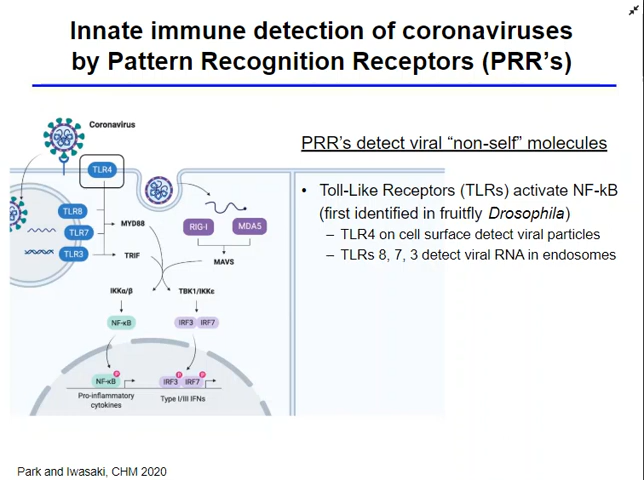 Innate immune detection of coronaviruses
by Pattern Recognition Receptors (PRR's)
Coronavirus
TLR4
TLR8
TLR7
TLR3
MYD88
TRIF
RIG-I
MDA5
MAVS
IKKα/β
TBK1/IKKε
NF-κB
IRF3 IRF7
NF-κB
P
IRF3
P
IRF7
P
Pro-inflammatory
cytokines
Type I/III IFNs
PRR's detect viral "non-self" molecules
• Toll-Like Receptors (TLRs) activate NF-kB
(first identified in fruitfly Drosophila)
– TLR4 on cell surface detect viral particles
– TLRs 8, 7, 3 detect viral RNA in endosomes
Park and Iwasaki, CHM 2020